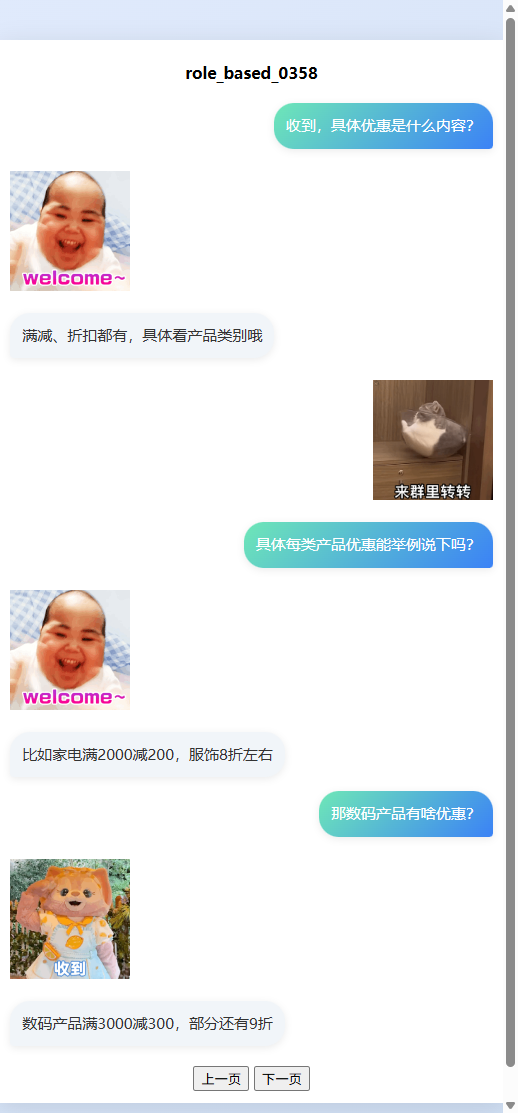 role_based_0358
收到，具体优惠是什么内容？
welcome~
满减、折扣都有，具体看产品类别哦
来群里转转
具体每类产品优惠能举例说下吗？
welcome~
比如家电满2000减200，服饰8折左右
那数码产品有啥优惠？
收到
数码产品满3000减300，部分还有9折
上一页 下一页